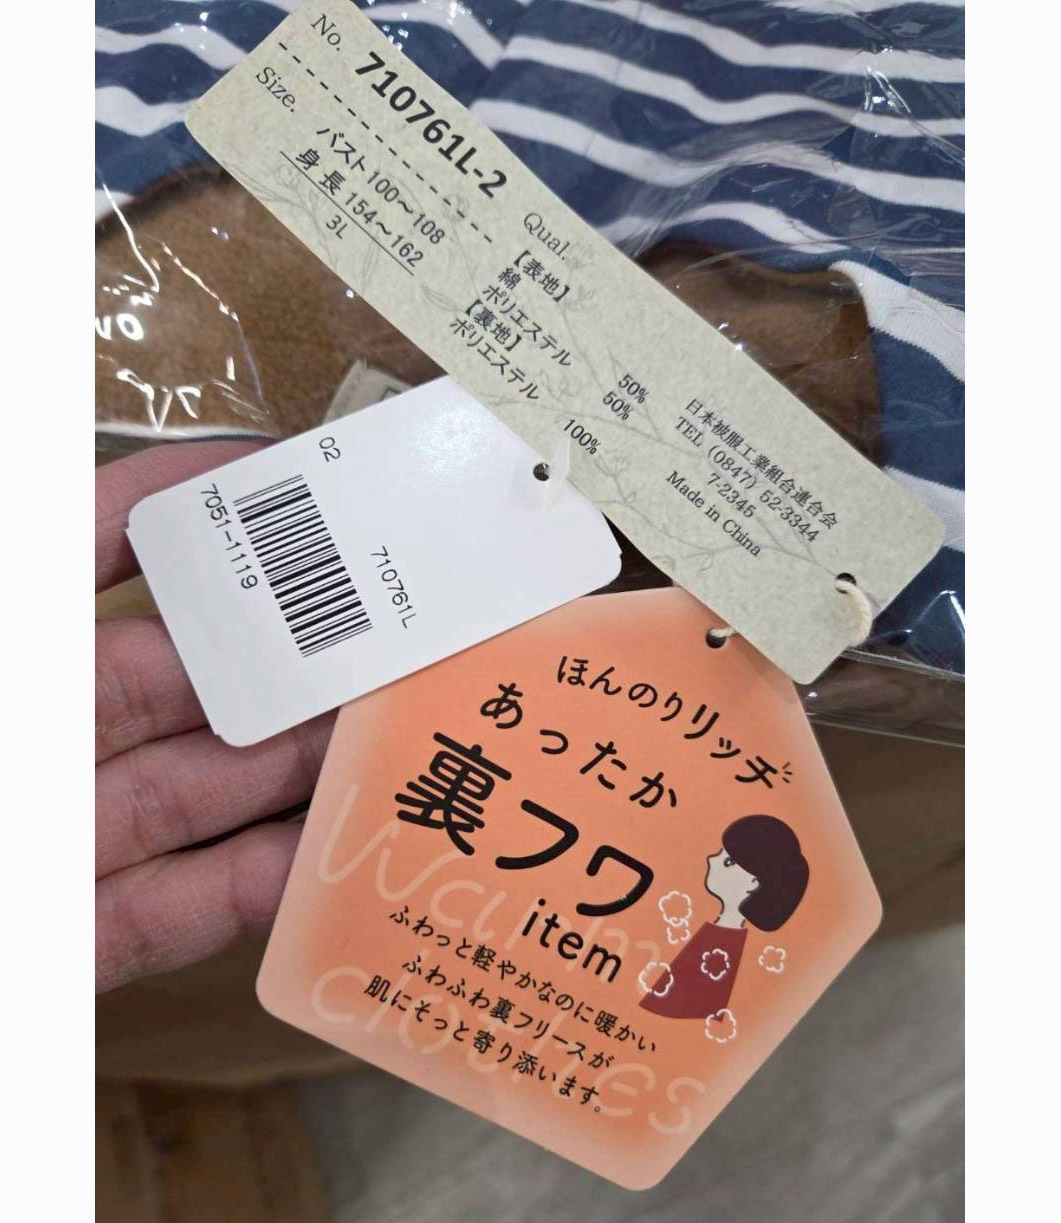 No. 710761L-2
Size.
バスト100〜108
身 長 154〜162
3L
Qual.
【表地】
綿 50%
ポリエステル 50%
【裏地】
ポリエステル 100%
日本被服工業組合連合会
TEL (0847) 52-3344
7-2345
Made in China
02
7051-1119
710761L
ほんのりリッチ
あったか
裏フワ
item
ふわっと軽やかなのに暖かい
ふわふわ裏フリースが
肌にそっと寄り添います。
Warm
clothes